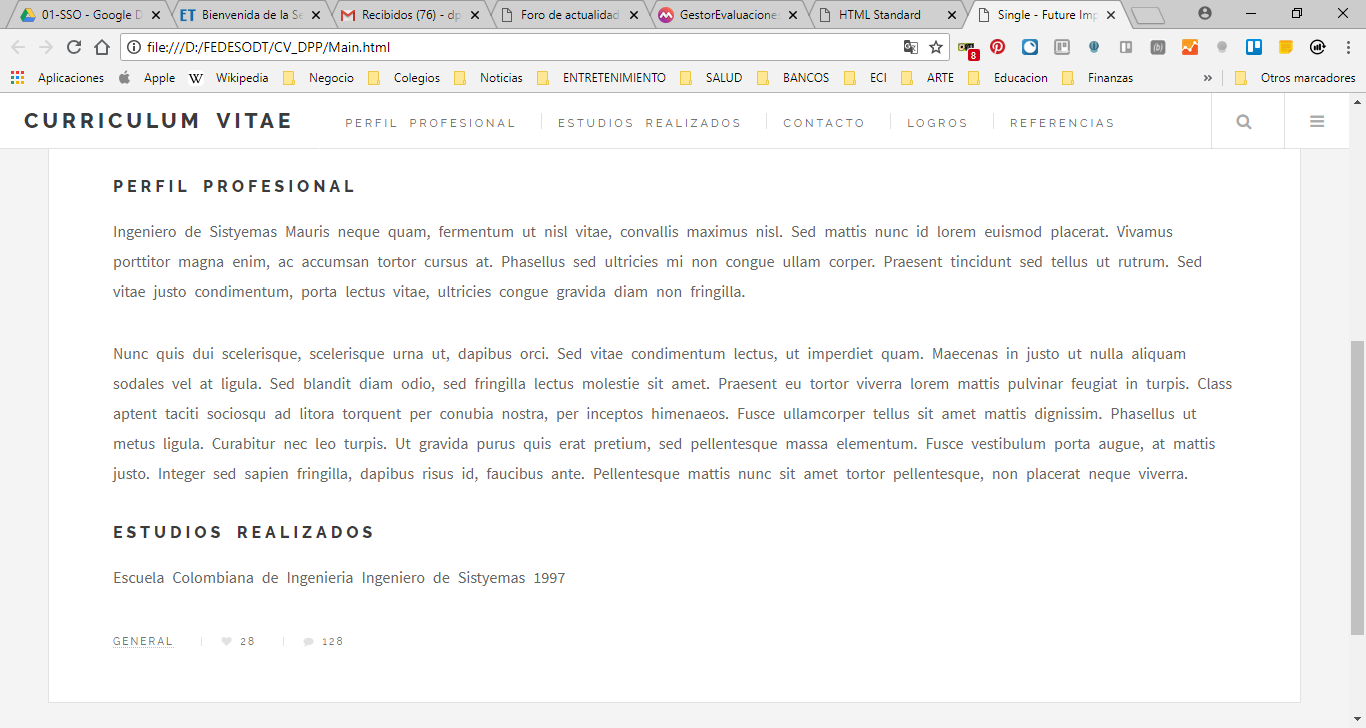 01-SSO - Google D
Bienvenida de la Se
Recibidos (76) - dp
Foro de actualidad
GestorEvaluacione
HTML Standard
Single - Future Imp
file:///D:/FEDESODT/CV_DPP/Main.html
8
Aplicaciones
Apple
Wikipedia
Negocio
Colegios
Noticias
ENTRETENIMIENTO
SALUD
BANCOS
ECI
ARTE
Educacion
Finanzas
»
Otros marcadores
CURRICULUM VITAE
PERFIL PROFESIONAL
ESTUDIOS REALIZADOS
CONTACTO
LOGROS
REFERENCIAS
PERFIL PROFESIONAL
Ingeniero de Sistyemas Mauris neque quam, fermentum ut nisl vitae, convallis maximus nisl. Sed mattis nunc id lorem euismod placerat. Vivamus
porttitor magna enim, ac accumsan tortor cursus at. Phasellus sed ultricies mi non congue ullam corper. Praesent tincidunt sed tellus ut rutrum. Sed
vitae justo condimentum, porta lectus vitae, ultricies congue gravida diam non fringilla.
Nunc quis dui scelerisque, scelerisque urna ut, dapibus orci. Sed vitae condimentum lectus, ut imperdiet quam. Maecenas in justo ut nulla aliquam
sodales vel at ligula. Sed blandit diam odio, sed fringilla lectus molestie sit amet. Praesent eu tortor viverra lorem mattis pulvinar feugiat in turpis. Class
aptent taciti sociosqu ad litora torquent per conubia nostra, per inceptos himenaeos. Fusce ullamcorper tellus sit amet mattis dignissim. Phasellus ut
metus ligula. Curabitur nec leo turpis. Ut gravida purus quis erat pretium, sed pellentesque massa elementum. Fusce vestibulum porta augue, at mattis
justo. Integer sed sapien fringilla, dapibus risus id, faucibus ante. Pellentesque mattis nunc sit amet tortor pellentesque, non placerat neque viverra.
ESTUDIOS REALIZADOS
Escuela Colombiana de Ingenieria Ingeniero de Sistyemas 1997
GENERAL
28
128